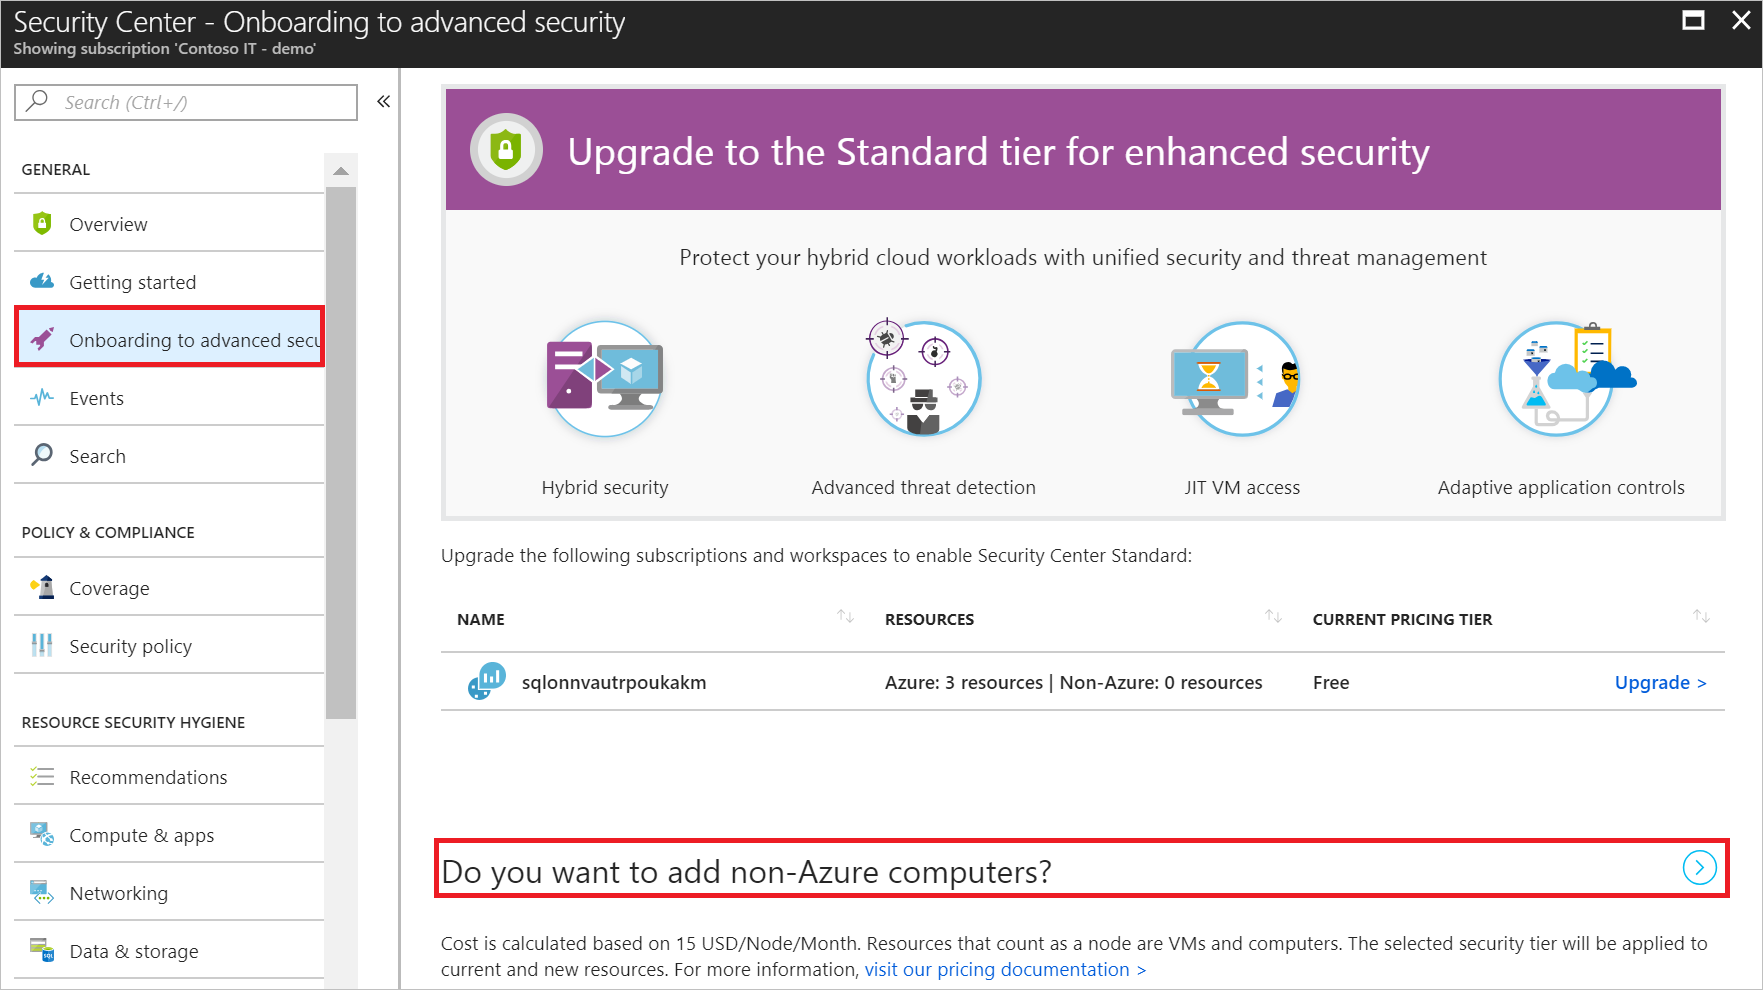 Security Center - Onboarding to advanced security
Showing subscription 'Contoso IT - demo'
Search (Ctrl+/)
GENERAL
Overview
Getting started
Onboarding to advanced secu
Events
Search
POLICY & COMPLIANCE
Coverage
Security policy
RESOURCE SECURITY HYGIENE
Recommendations
Compute & apps
Networking
Data & storage
Upgrade to the Standard tier for enhanced security
Protect your hybrid cloud workloads with unified security and threat management
Hybrid security
Advanced threat detection
JIT VM access
Adaptive application controls
Upgrade the following subscriptions and workspaces to enable Security Center Standard:
NAME RESOURCES CURRENT PRICING TIER
sqlonnvautrpoukakm Azure: 3 resources | Non-Azure: 0 resources Free Upgrade >
Do you want to add non-Azure computers?
Cost is calculated based on 15 USD/Node/Month. Resources that count as a node are VMs and computers. The selected security tier will be applied to
current and new resources. For more information, visit our pricing documentation >